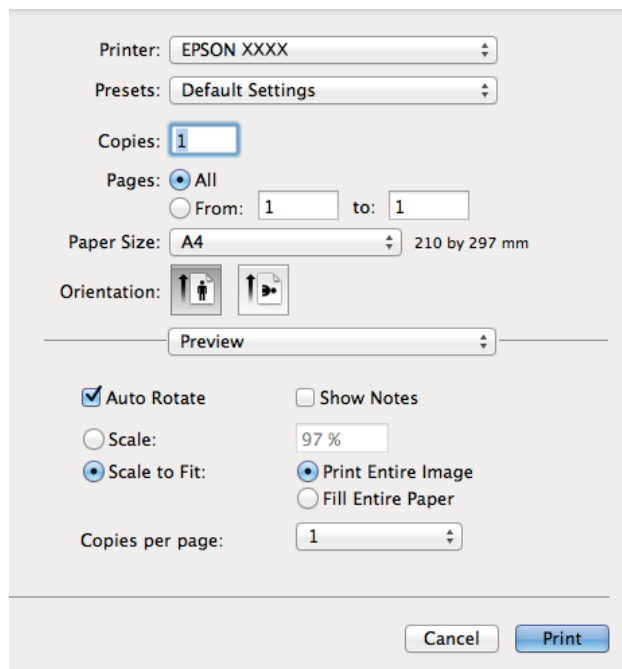 Printer: EPSON XXXX
Presets: Default Settings
Copies: 1
Pages: All
From: 1 to: 1
Paper Size: A4 210 by 297 mm
Orientation:
Preview
Auto Rotate Show Notes
Scale: 97 %
Scale to Fit: Print Entire Image
Fill Entire Paper
Copies per page: 1
Cancel Print